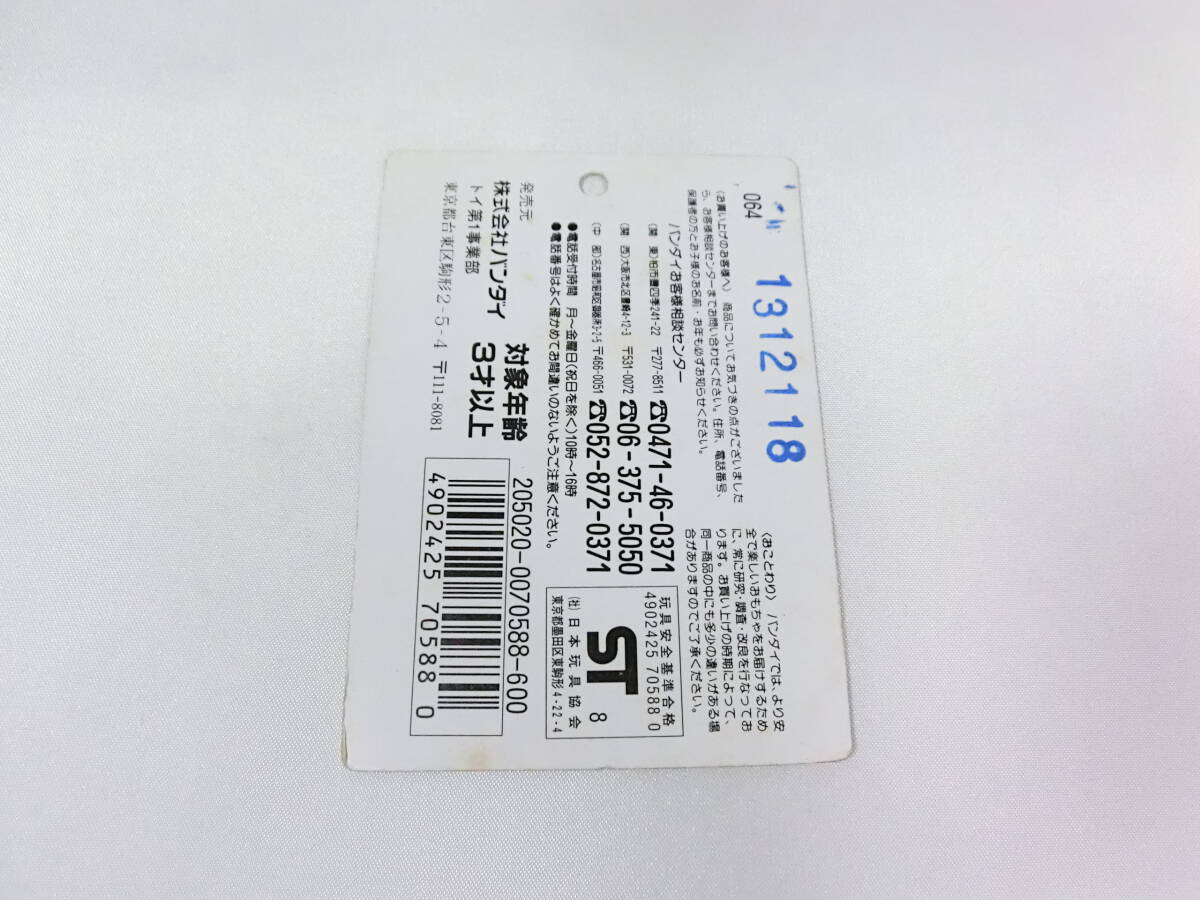 1312118
064
〈お買い上げのお客様へ〉 商品についてお気づきの点がございました
ら、お客様相談センターまでお問い合わせください。住所、電話番号、
保護者の方とお子様のお名前・お年も必ずお知らせください。
バンダイお客様相談センター
(関 東)柏市豊四季241-22 〒277-8511 ☎0471-46-0371
(関 西)大阪市北区豊崎4-12-3 〒531-0072 ☎06-375-5050
(中 部)名古屋市昭和区御器所3-2-5 〒466-0051 ☎052-872-0371
●電話受付時間 月〜金曜日(祝日を除く)10時〜16時
●電話番号はよく確かめてお間違いのないようご注意ください。
発売元
株式会社バンダイ
トイ第1事業部
東京都台東区駒形2-5-4 〒111-8081
対象年齢
3才以上
〈おことわり〉 バンダイでは、より安
全で楽しいおもちゃをお届けするため
に、常に研究・調査・改良を行なってお
ります。お買い上げの時期によって、
同一商品の中にも多少の違いがある場
合がありますのでご了承ください。
玩具安全基準合格
4902425 70588 0
ST
8
(社)日本玩具協会
東京都墨田区東駒形4-22-4
205020-0070588-600
4902425 705880